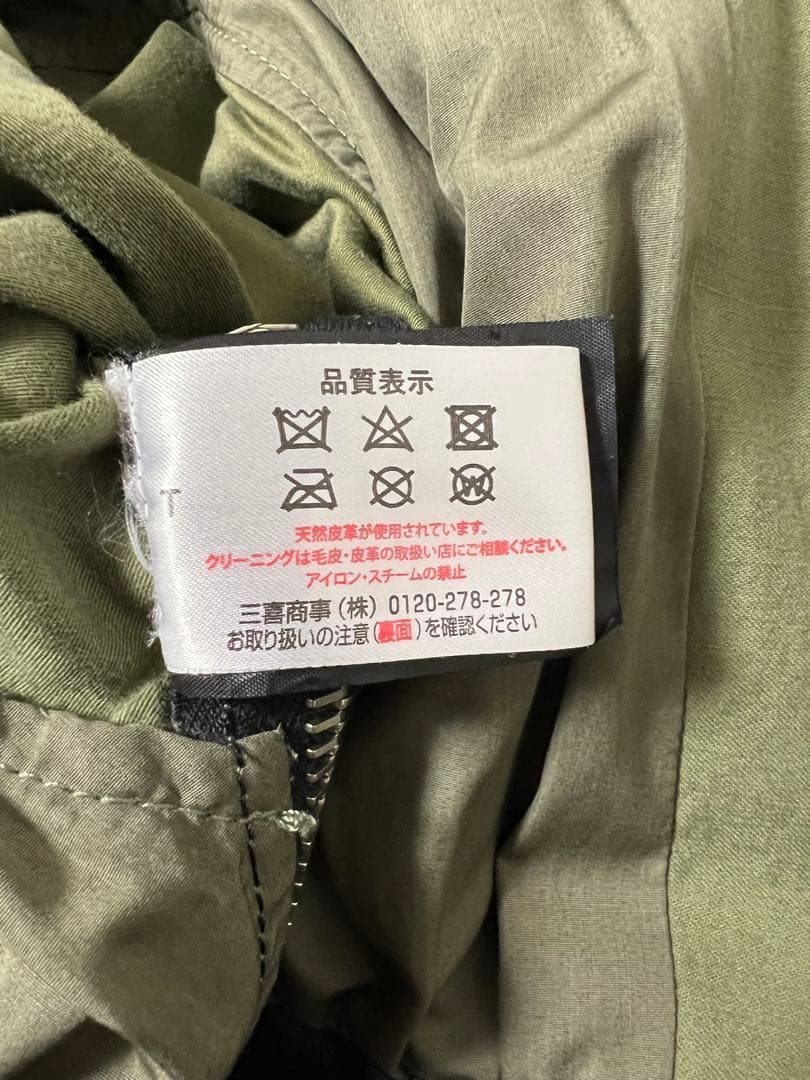 品質表示
W
T
天然皮革が使用されています。
クリーニングは毛皮・皮革の取扱い店にご相談ください。
アイロン・スチームの禁止
三喜商事(株) 0120-278-278
お取り扱いの注意(裏面)を確認ください